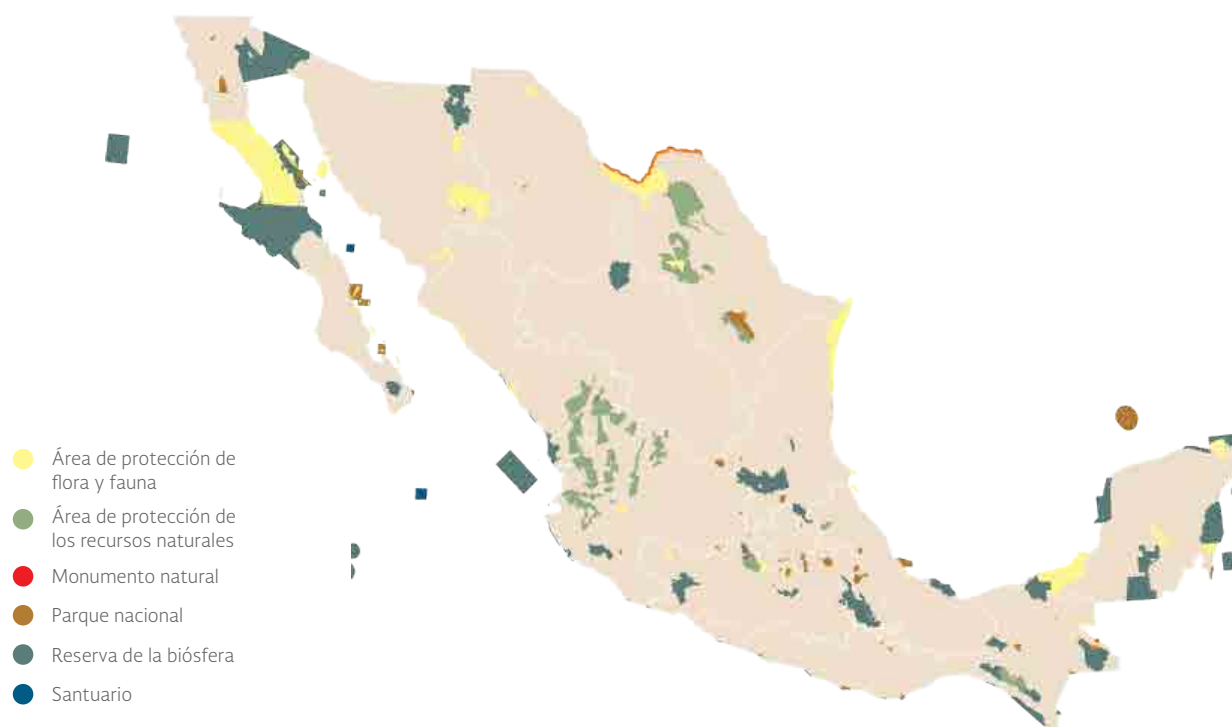 Área de protección de
flora y fauna
Área de protección de
los recursos naturales
Monumento natural
Parque nacional
Reserva de la biósfera
Santuario